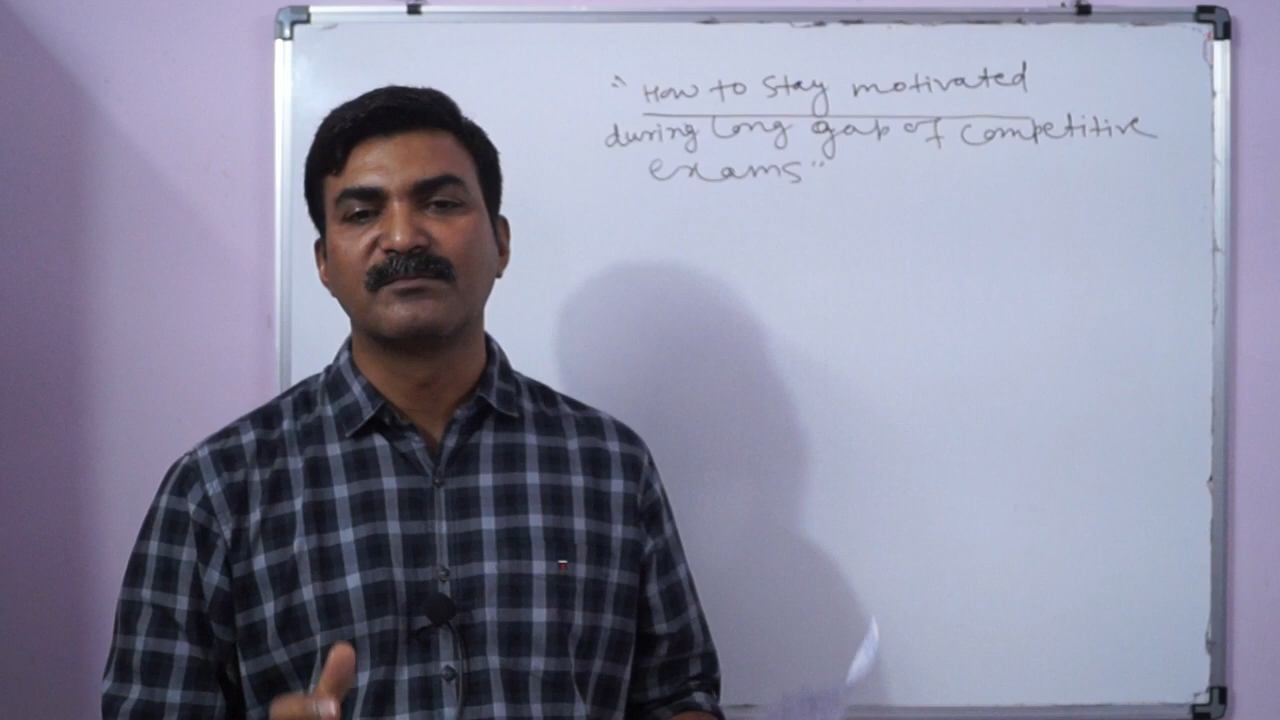 "How to Stay motivated
during long gap of Competitive
exams"